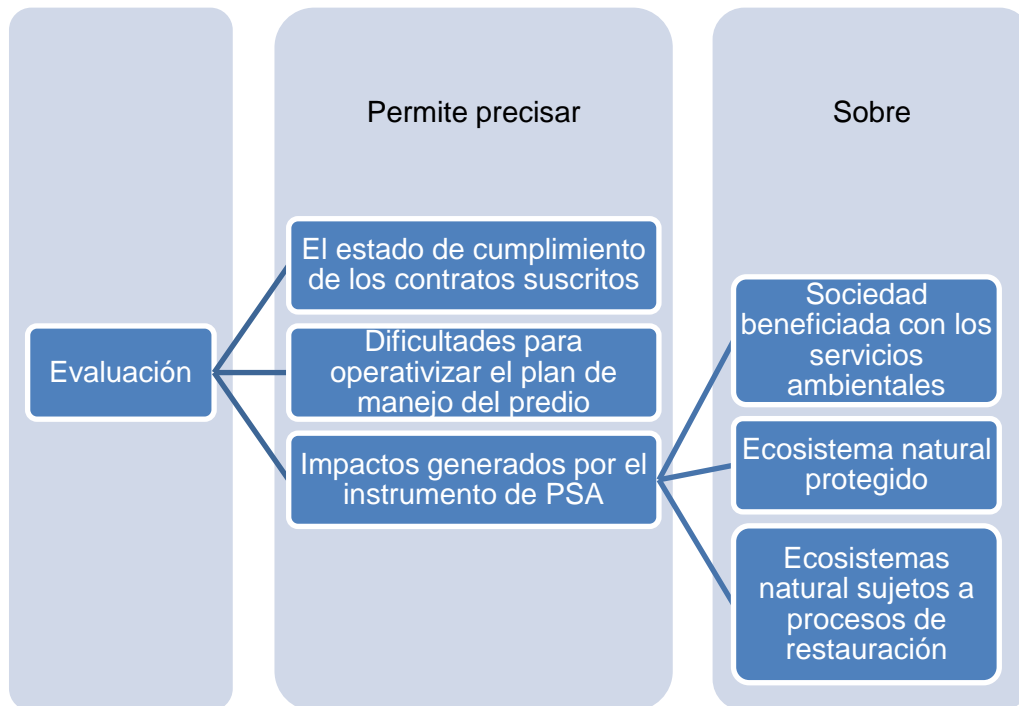 Permite precisar
Sobre
Evaluación
El estado de cumplimiento
de los contratos suscritos
Dificultades para
operativizar el plan de
manejo del predio
Impactos generados por el
instrumento de PSA
Sociedad
beneficiada con los
servicios
ambientales
Ecosistema natural
protegido
Ecosistemas
natural sujetos a
procesos de
restauración